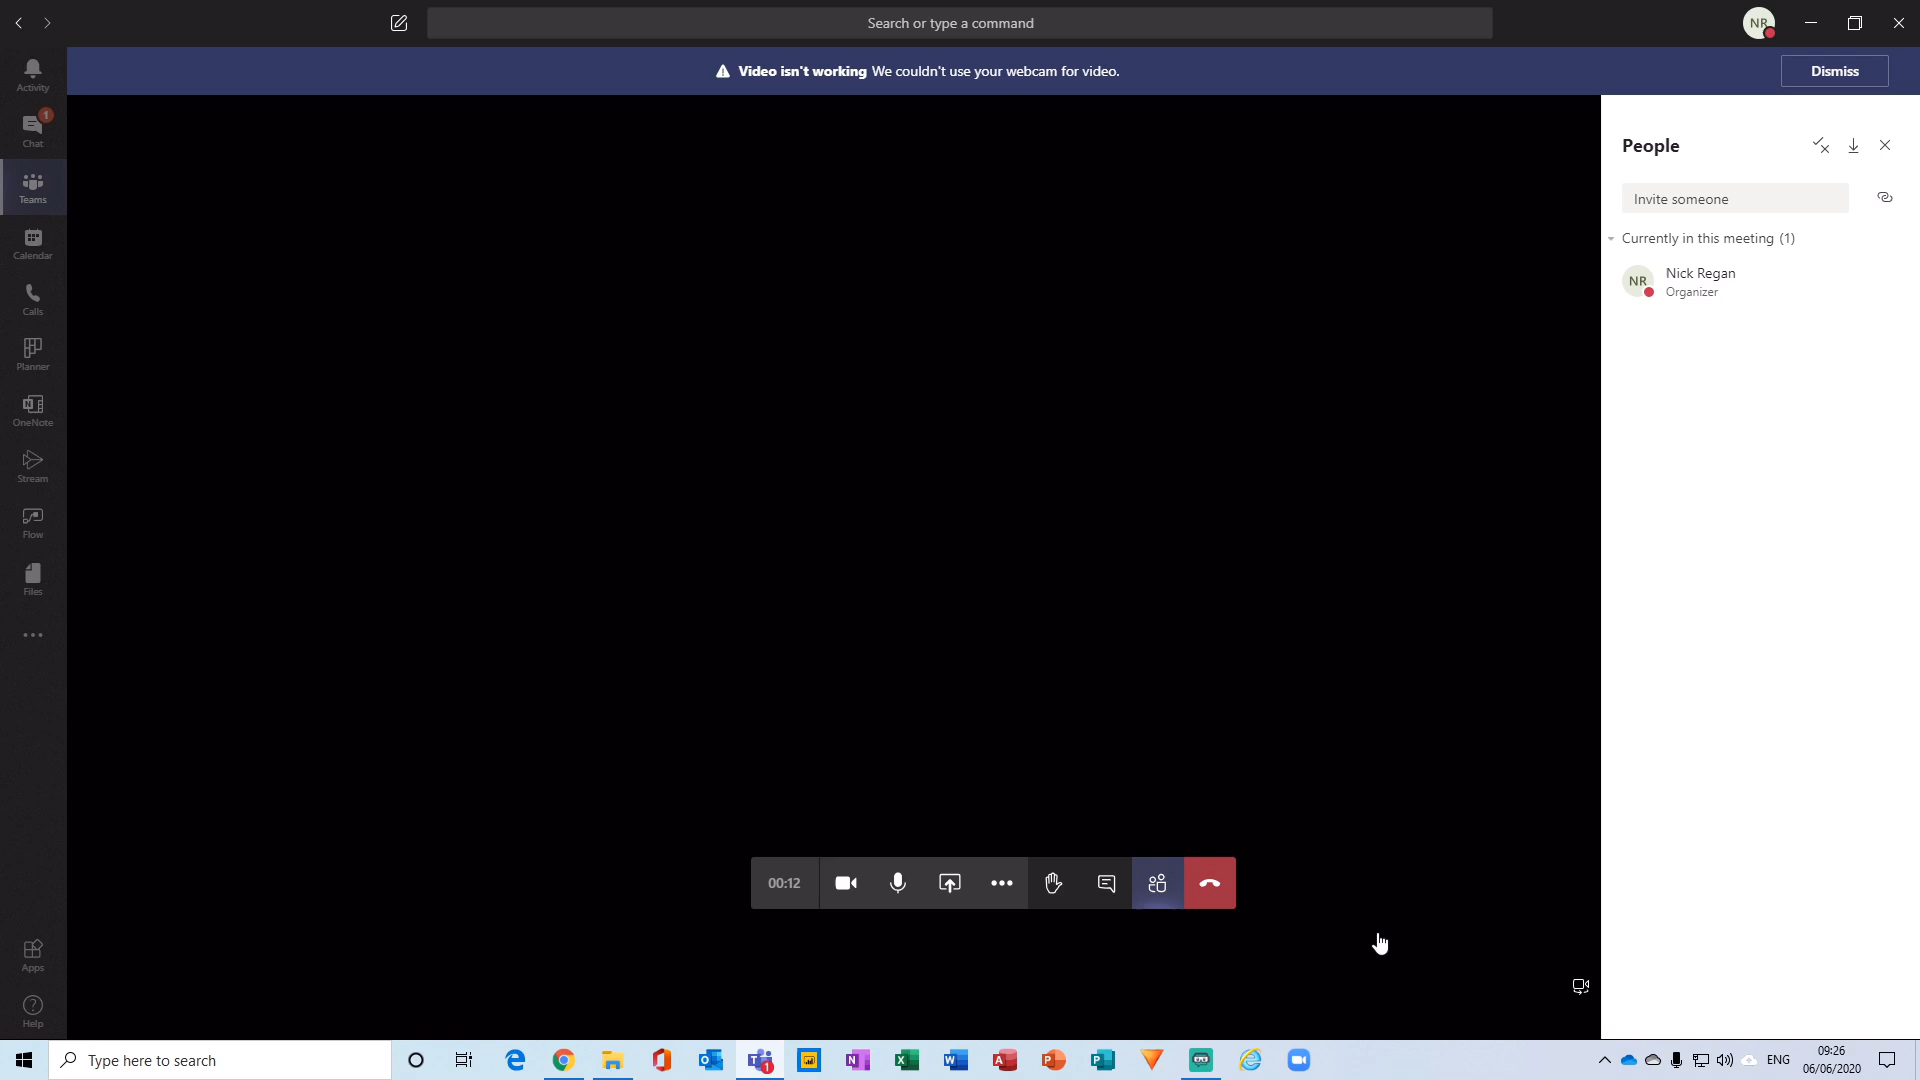 Search or type a command
NR
Video isn't working We couldn't use your webcam for video.
Dismiss
Activity
1
Chat
Teams
Calendar
Calls
Planner
OneNote
Stream
Flow
Files
Apps
Help
People
Invite someone
Currently in this meeting (1)
NR
Nick Regan
Organizer
00:12
Type here to search
1
ENG
09:26
06/06/2020